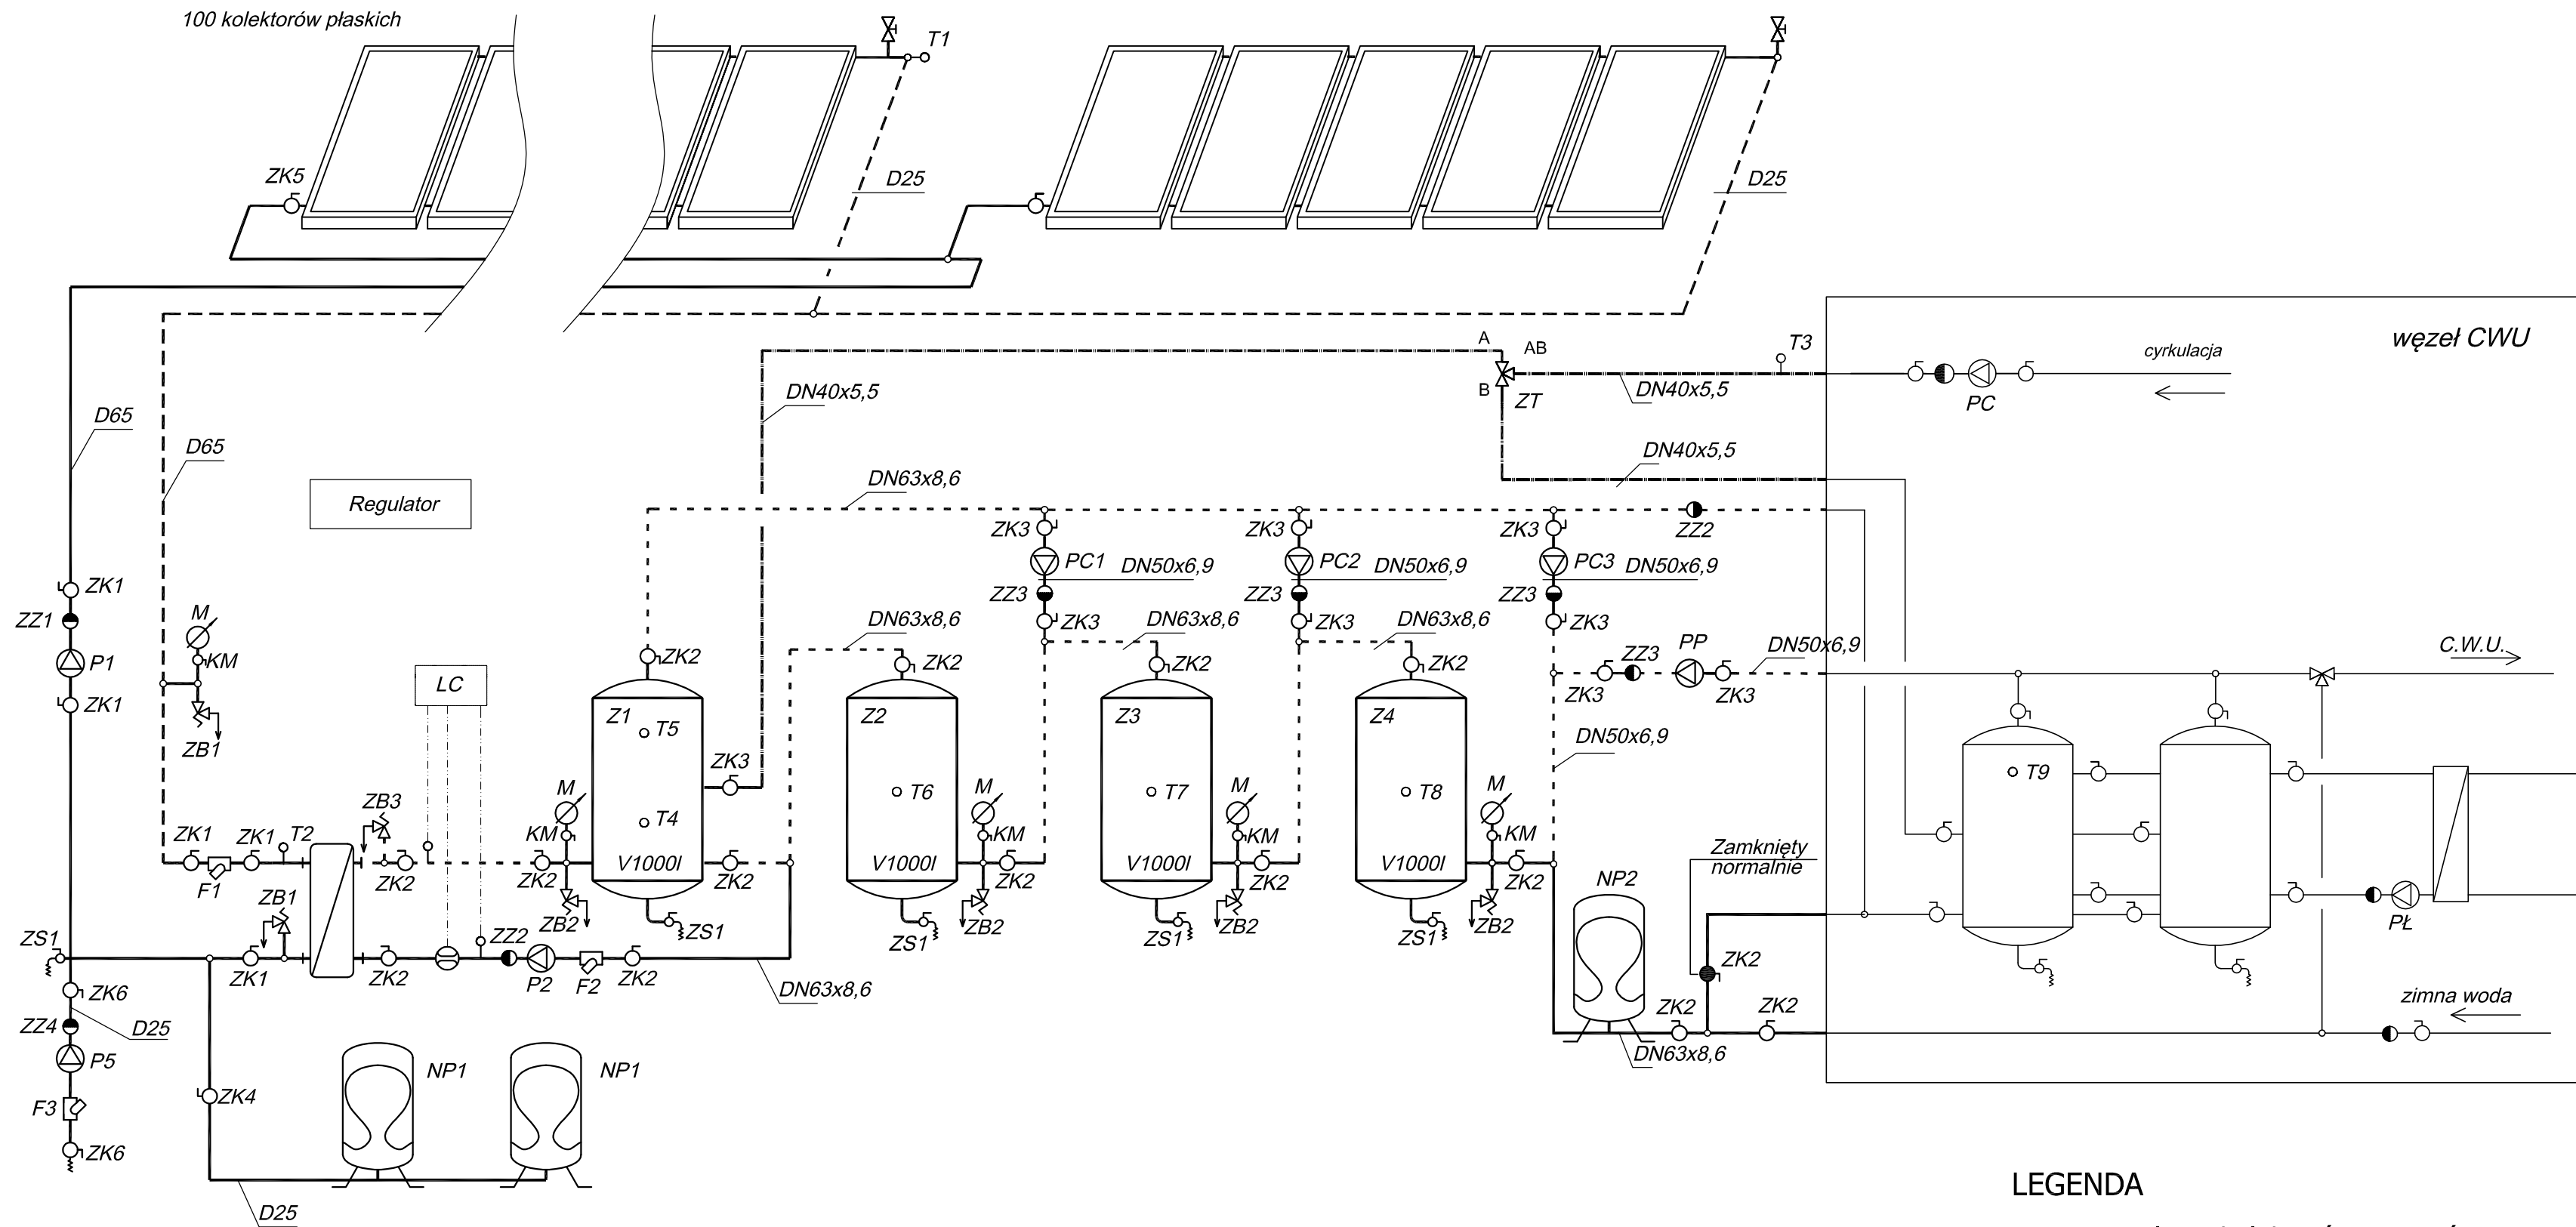 100 kolektorów płaskich
T1
ZK5
D25
D25
węzeł CWU
A
AB
T3
cyrkulacja
DN40x5,5
B
ZT
DN40x5,5
PC
D65
D65
DN40x5,5
DN63x8,6
Regulator
ZK3
ZK3
ZK3
ZZ2
PC1
DN50x6,9
PC2
DN50x6,9
PC3
DN50x6,9
ZK1
ZZ3
ZZ3
ZZ3
ZZ1
M
DN63x8,6
ZK3
DN63x8,6
ZK3
DN63x8,6
ZK3
P1
KM
ZK2
ZK2
ZK2
ZK2
ZZ3
PP
DN50x6,9
C.W.U.
LC
ZK3
ZK3
ZK1
ZB1
Z1
T5
Z2
Z3
Z4
DN50x6,9
ZK3
T9
M
T6
M
T7
M
T8
M
ZB3
T4
ZK1
ZK1
T2
KM
KM
KM
KM
Zamknięty
normalnie
F1
ZK2
ZK2
V1000l
ZK2
V1000l
ZK2
V1000l
ZK2
V1000l
ZK2
NP2
ZB1
ZB2
ZS1
ZS1
ZB2
ZS1
ZB2
ZS1
ZB2
PŁ
ZS1
ZZ2
ZK2
ZK1
ZK2
P2
F2
ZK2
DN63x8,6
ZK6
zimna woda
ZZ4
D25
ZK2
ZK2
P5
NP1
NP1
DN63x8,6
F3
ZK4
ZK6
LEGENDA
D25